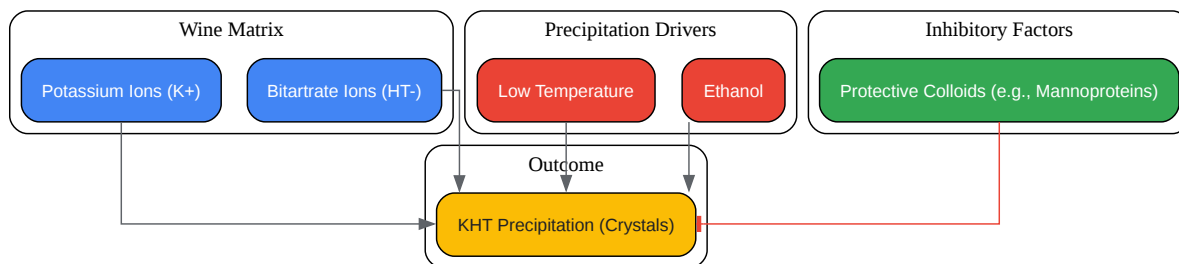 Wine Matrix
Precipitation Drivers
Inhibitory Factors
Potassium Ions (K+)
Bitartrate Ions (HT-)
Low Temperature
Ethanol
Protective Colloids (e.g., Mannoproteins)
Outcome
KHT Precipitation (Crystals)